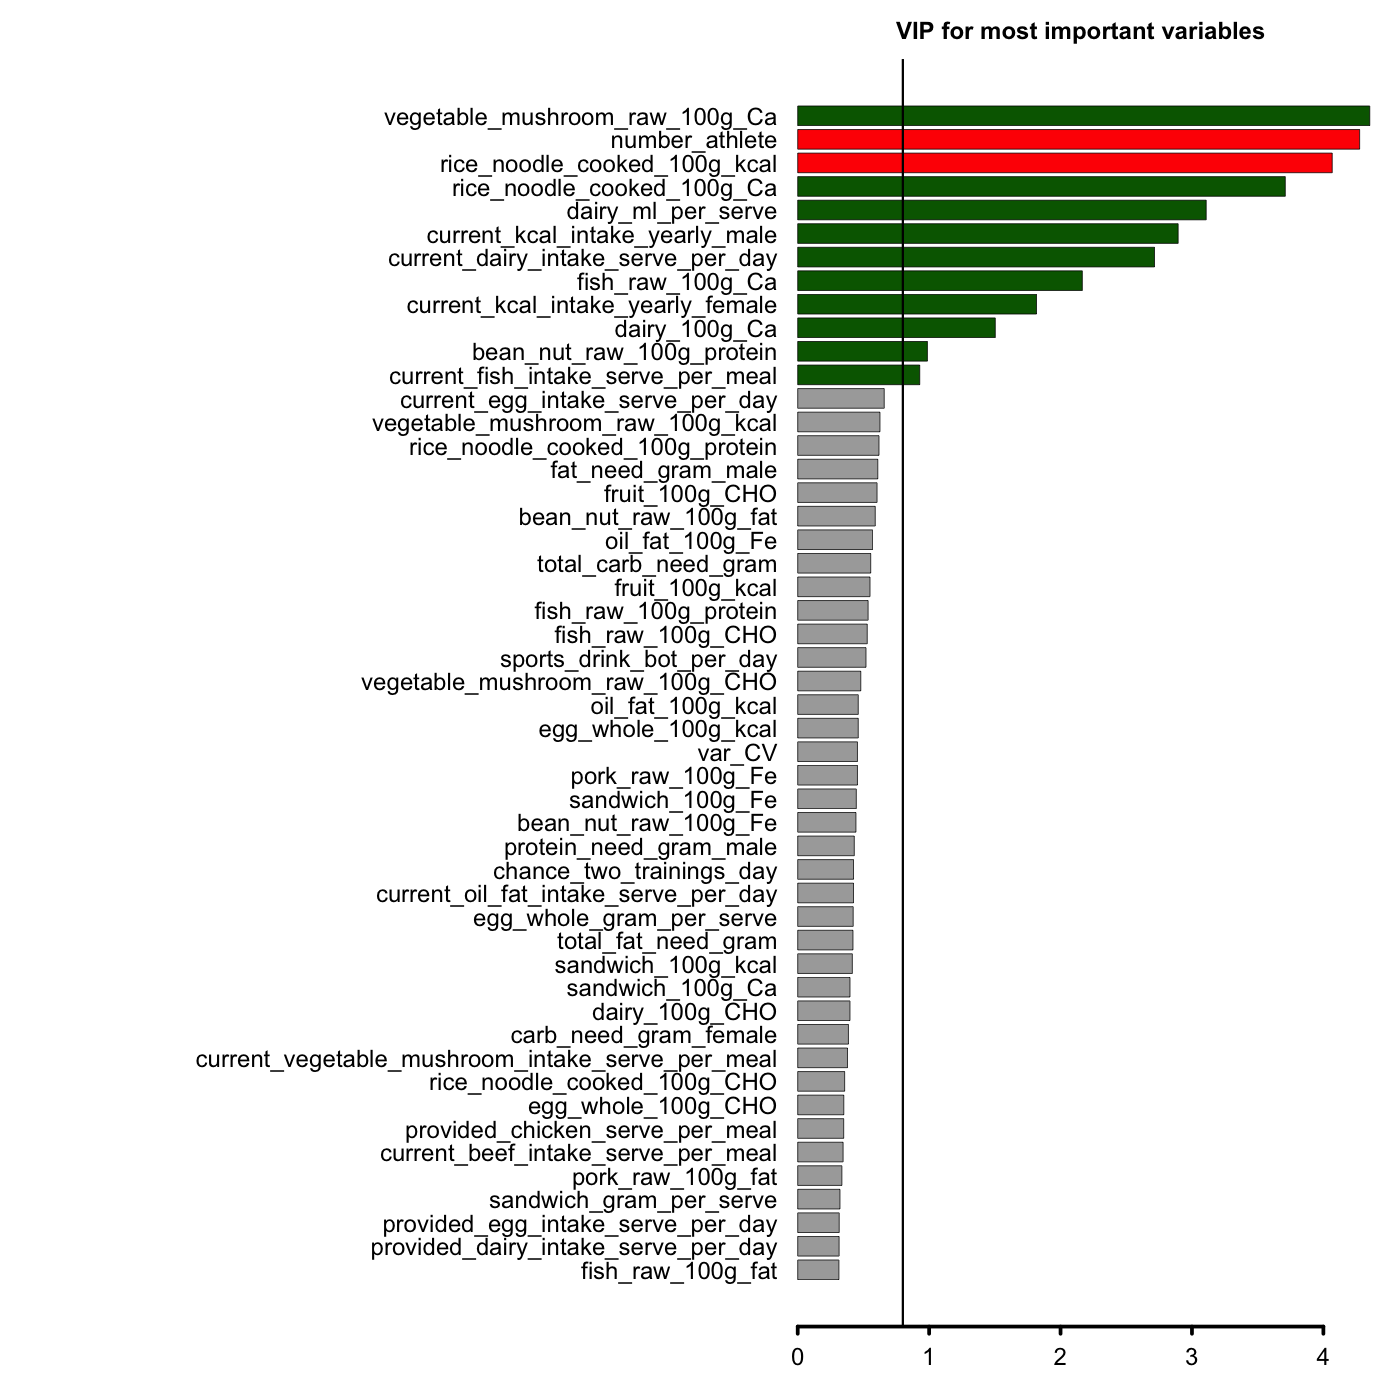 VIP for most important variables
vegetable_mushroom_raw_100g_Ca
number_athlete
rice_noodle_cooked_100g_kcal
rice_noodle_cooked_100g_Ca
dairy_ml_per_serve
current_kcal_intake_yearly_male
current_dairy_intake_serve_per_day
fish_raw_100g_Ca
current_kcal_intake_yearly_female
dairy_100g_Ca
bean_nut_raw_100g_protein
current_fish_intake_serve_per_meal
current_egg_intake_serve_per_day
vegetable_mushroom_raw_100g_kcal
rice_noodle_cooked_100g_protein
fat_need_gram_male
fruit_100g_CHO
bean_nut_raw_100g_fat
oil_fat_100g_Fe
total_carb_need_gram
fruit_100g_kcal
fish_raw_100g_protein
fish_raw_100g_CHO
sports_drink_bot_per_day
vegetable_mushroom_raw_100g_CHO
oil_fat_100g_kcal
egg_whole_100g_kcal
var_CV
pork_raw_100g_Fe
sandwich_100g_Fe
bean_nut_raw_100g_Fe
protein_need_gram_male
chance_two_trainings_day
current_oil_fat_intake_serve_per_day
egg_whole_gram_per_serve
total_fat_need_gram
sandwich_100g_kcal
sandwich_100g_Ca
dairy_100g_CHO
carb_need_gram_female
current_vegetable_mushroom_intake_serve_per_meal
rice_noodle_cooked_100g_CHO
egg_whole_100g_CHO
provided_chicken_serve_per_meal
current_beef_intake_serve_per_meal
pork_raw_100g_fat
sandwich_gram_per_serve
provided_egg_intake_serve_per_day
provided_dairy_intake_serve_per_day
fish_raw_100g_fat
0 1 2 3 4